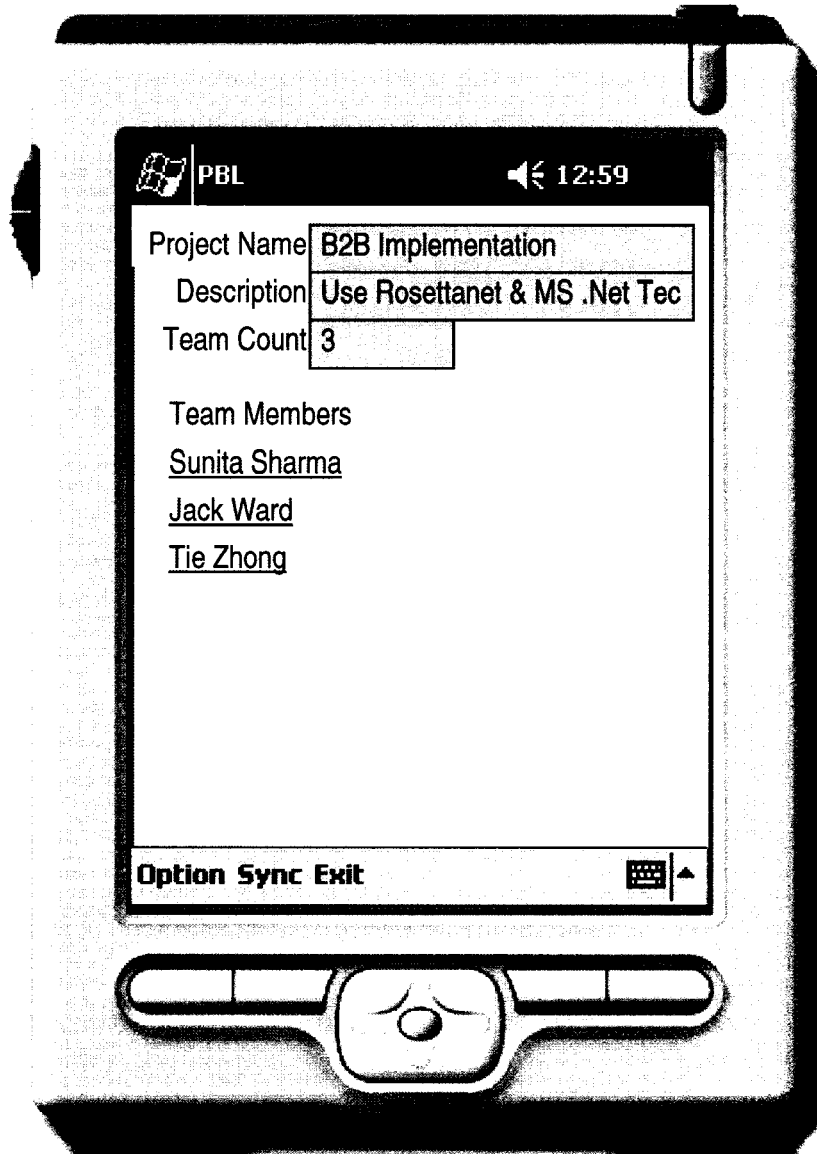 PBL 12:59
Project Name B2B Implementation
Description Use Rosettanet & MS .Net Tec
Team Count 3
Team Members
Sunita Sharma
Jack Ward
Tie Zhong
Option Sync Exit